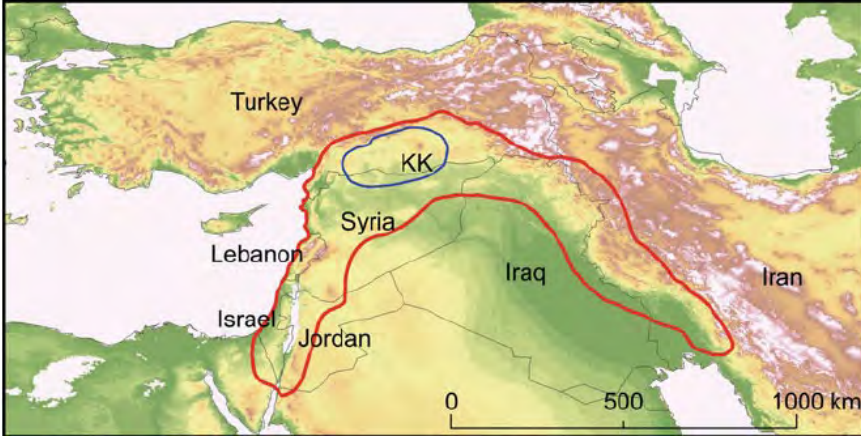 Turkey
KK
Syria
Lebanon
Iraq
Iran
Israel
Jordan
0 500 1000 km